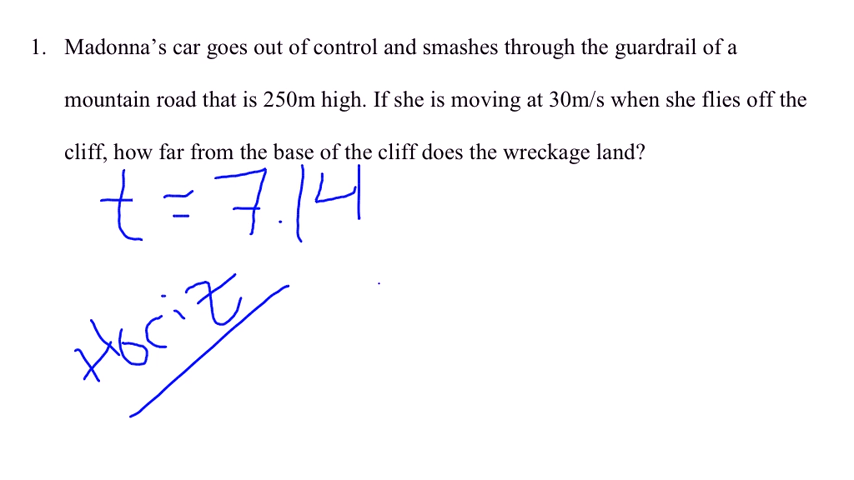 1. Madonna's car goes out of control and smashes through the guardrail of a
mountain road that is 250m high. If she is moving at 30m/s when she flies off the
cliff, how far from the base of the cliff does the wreckage land?
t = 7.14
Horiz